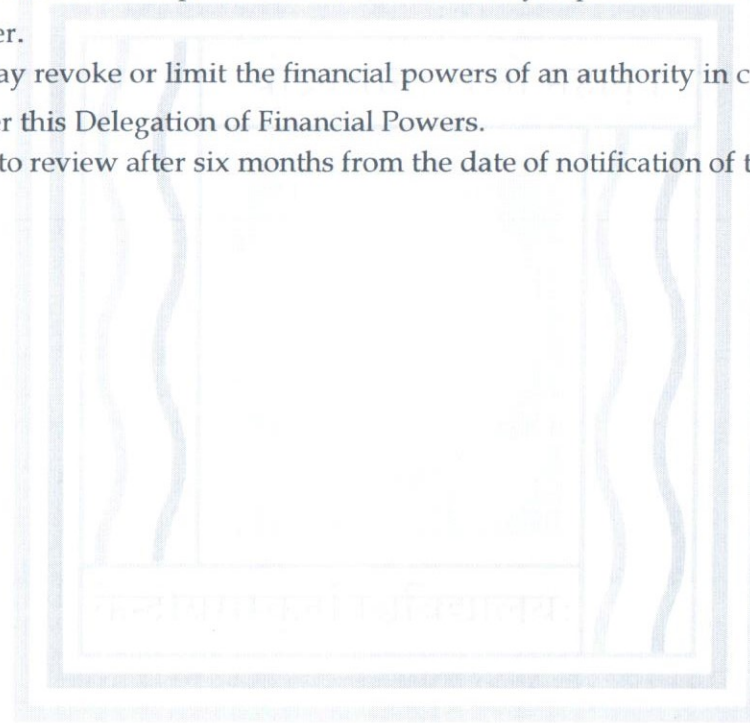 er.
ay revoke or limit the financial powers of an authority in c
r this Delegation of Financial Powers.
to review after six months from the date of notification of t